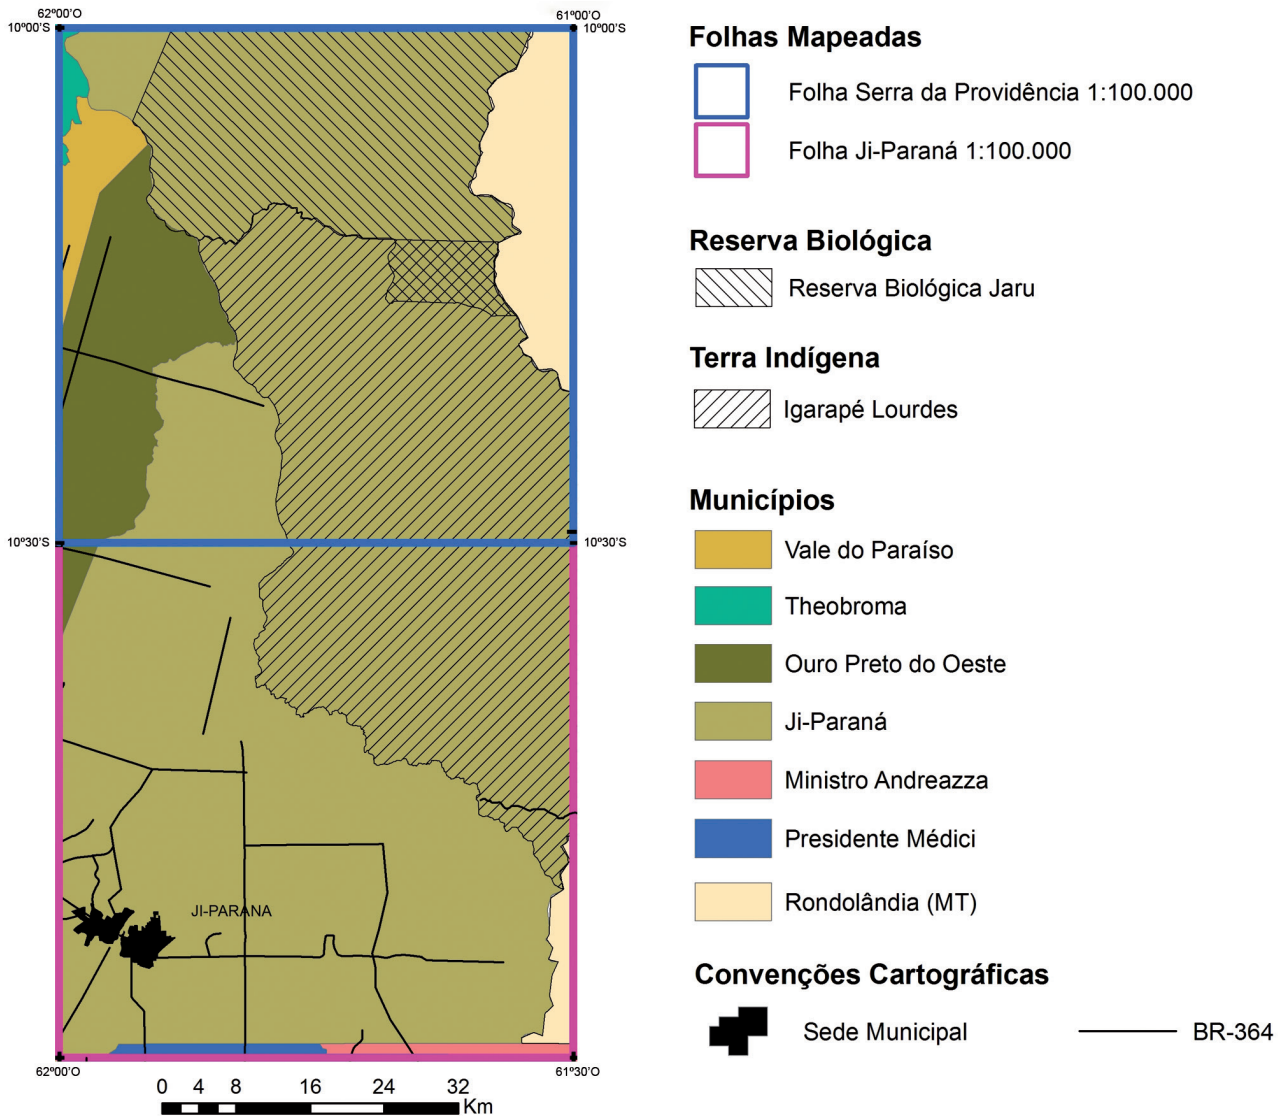 62º00'O
61º00'O
10º00'S
10º00'S
10º30'S
10º30'S
JI-PARANA
62º00'O
61º30'O
0 4 8 16 24 32
Km
Folhas Mapeadas
Folha Serra da Providência 1:100.000
Folha Ji-Paraná 1:100.000
Reserva Biológica
Reserva Biológica Jaru
Terra Indígena
Igarapé Lourdes
Municípios
Vale do Paraíso
Theobroma
Ouro Preto do Oeste
Ji-Paraná
Ministro Andreazza
Presidente Médici
Rondolândia (MT)
Convenções Cartográficas
Sede Municipal
BR-364